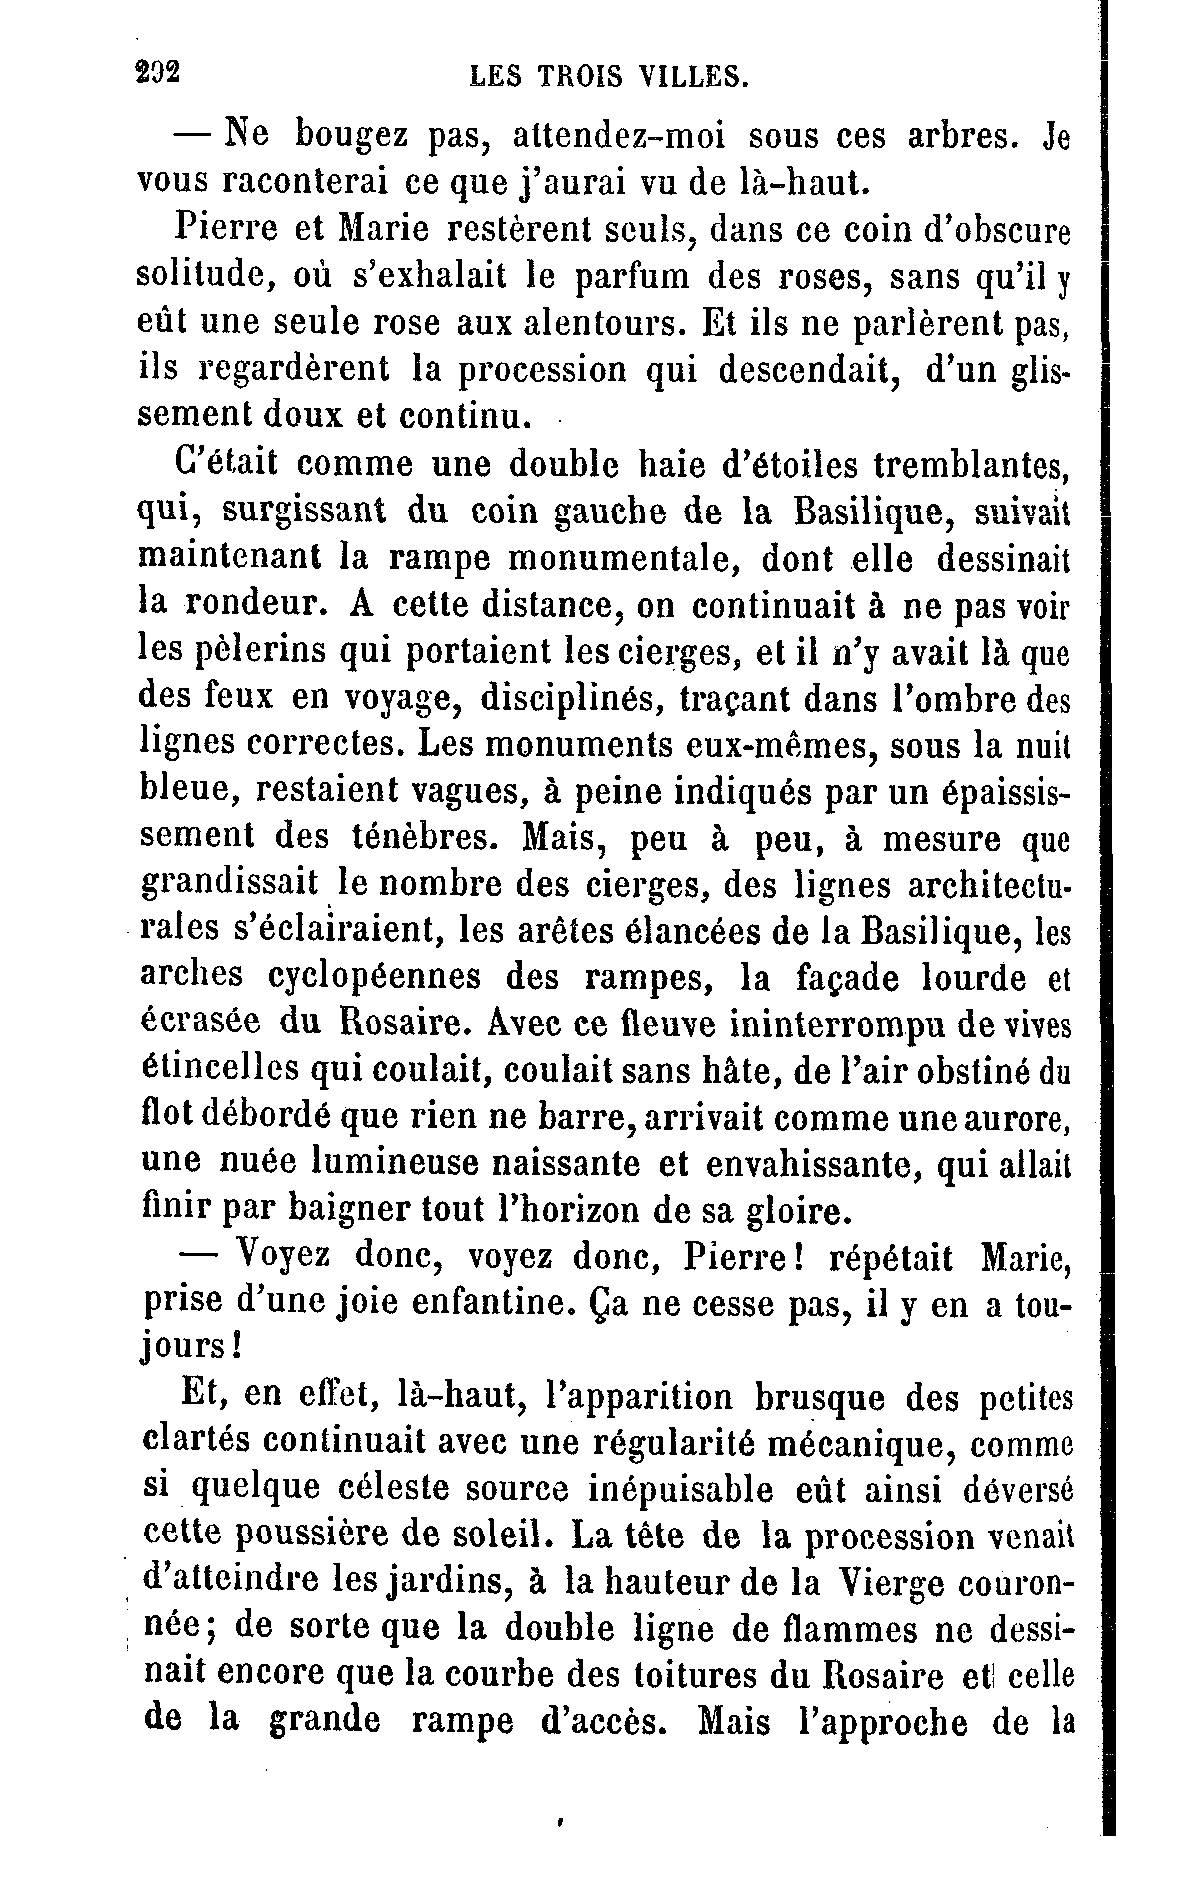 292 LES TROIS VILLES.
— Ne bougez pas, attendez-moi sous ces arbres. Je
vous raconterai ce que j'aurai vu de là-haut.
Pierre et Marie restèrent seuls, dans ce coin d'obscure
solitude, où s'exhalait le parfum des roses, sans qu'il y
eût une seule rose aux alentours. Et ils ne parlèrent pas,
ils regardèrent la procession qui descendait, d'un glis-
sement doux et continu.
C'était comme une double haie d'étoiles tremblantes,
qui, surgissant du coin gauche de la Basilique, suivait
maintenant la rampe monumentale, dont elle dessinait
la rondeur. A cette distance, on continuait à ne pas voir
les pèlerins qui portaient les cierges, et il n'y avait là que
des feux en voyage, disciplinés, traçant dans l'ombre des
lignes correctes. Les monuments eux-mêmes, sous la nuit
bleue, restaient vagues, à peine indiqués par un épaissis-
sement des ténèbres. Mais, peu à peu, à mesure que
grandissait le nombre des cierges, des lignes architectu-
rales s'éclairaient, les arêtes élancées de la Basilique, les
arches cyclopéennes des rampes, la façade lourde et
écrasée du Rosaire. Avec ce fleuve ininterrompu de vives
étincelles qui coulait, coulait sans hâte, de l'air obstiné du
flot débordé que rien ne barre, arrivait comme une aurore,
une nuée lumineuse naissante et envahissante, qui allait
finir par baigner tout l'horizon de sa gloire.
— Voyez donc, voyez donc, Pierre! répétait Marie,
prise d'une joie enfantine. Ça ne cesse pas, il y en a tou-
jours!
Et, en effet, là-haut, l'apparition brusque des petites
clartés continuait avec une régularité mécanique, comme
si quelque céleste source inépuisable eût ainsi déversé
cette poussière de soleil. La tête de la procession venait
d'atteindre les jardins, à la hauteur de la Vierge couron-
née; de sorte que la double ligne de flammes ne dessi-
nait encore que la courbe des toitures du Rosaire et celle
de la grande rampe d'accès. Mais l'approche de la